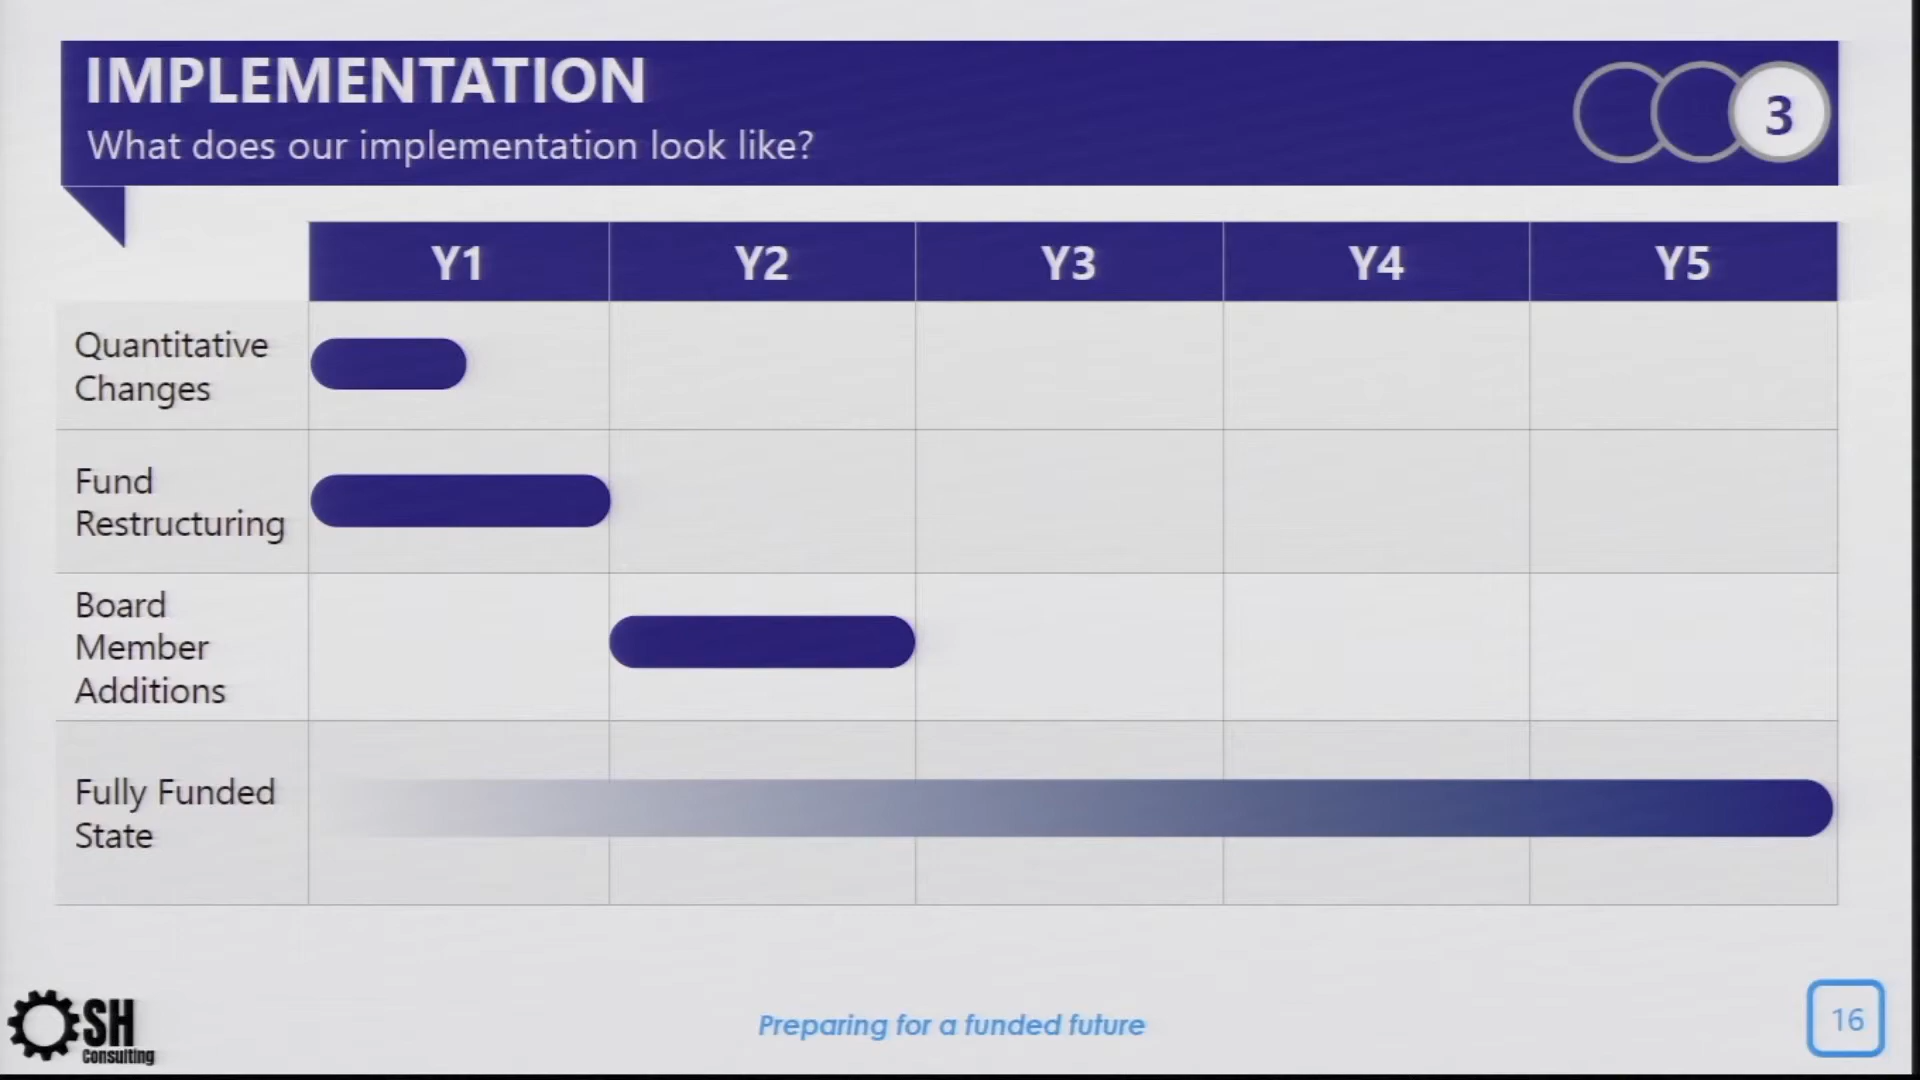 IMPLEMENTATION
What does our implementation look like?
3
Y1 Y2 Y3 Y4 Y5
Quantitative
Changes
Fund
Restructuring
Board
Member
Additions
Fully Funded
State
SH
Consulting
Preparing for a funded future
16